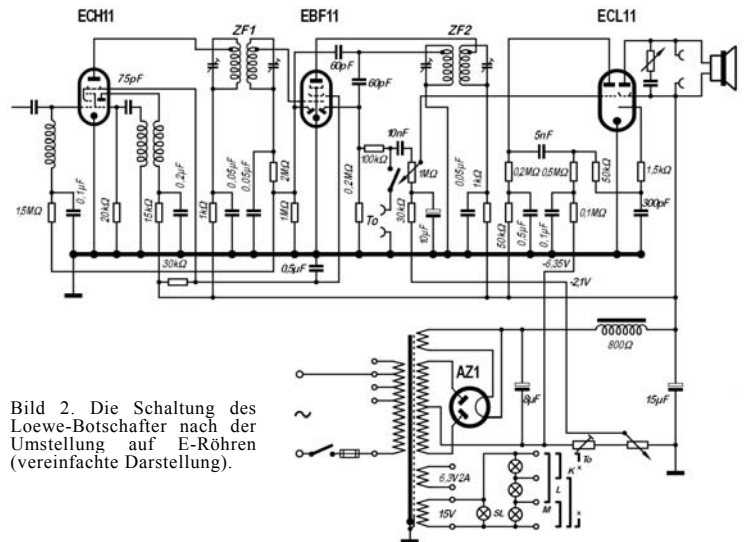 ECH11
EBF11
ECL11
ZF1
ZF2
75pF
60pF
60pF
10nF
5nF
100kΩ
1MΩ
2MΩ
0,2MΩ
0,2MΩ
0,5MΩ
50kΩ
1,5kΩ
300pF
1,5MΩ
0,1µF
20kΩ
15kΩ
0,2µF
1kΩ
0,05µF
0,05µF
1MΩ
To
30kΩ
10µF
0,05µF
1kΩ
50kΩ
0,5µF
0,1µF
0,1MΩ
30kΩ
0,5µF
-6,35V
-2,1V
AZ1
8µF
800Ω
15µF
~
6,3V2A
15V
SL
M
L
K
x
x
To
Bild 2. Die Schaltung des
Loewe-Botschafter nach der
Umstellung auf E-Röhren
(vereinfachte Darstellung).